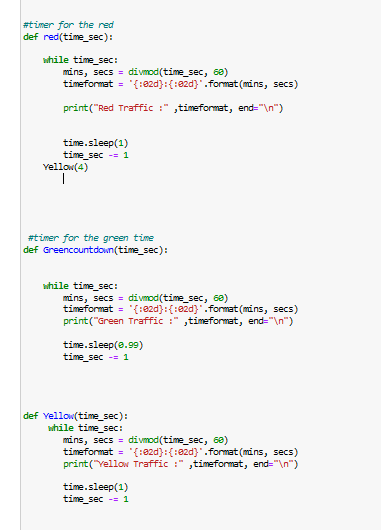 #timer for the red
def red(time_sec):
    while time_sec:
        mins, secs = divmod(time_sec, 60)
        timeformat = '{:02d}:{:02d}'.format(mins, secs)
        print("Red Traffic :" ,timeformat, end="\n")
        time.sleep(1)
        time_sec -= 1
    Yellow(4)
#timer for the green time
def Greencountdown(time_sec):
    while time_sec:
        mins, secs = divmod(time_sec, 60)
        timeformat = '{:02d}:{:02d}'.format(mins, secs)
        print("Green Traffic :" ,timeformat, end="\n")
        time.sleep(0.99)
        time_sec -= 1
def Yellow(time_sec):
     while time_sec:
        mins, secs = divmod(time_sec, 60)
        timeformat = '{:02d}:{:02d}'.format(mins, secs)
        print("Yellow Traffic :" ,timeformat, end="\n")
        time.sleep(1)
        time_sec -= 1